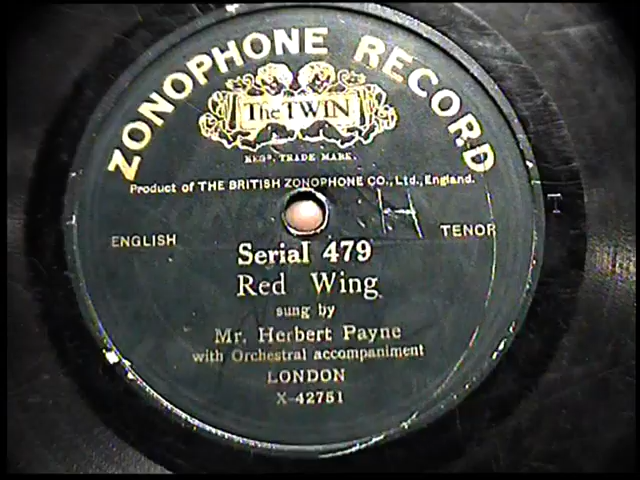 ZONOPHONE RECORD
The TWIN
REGD. TRADE MARK.
Product of THE BRITISH ZONOPHONE CO., Ltd., England.
H
T
ENGLISH
TENOR
Serial 479
Red Wing
sung by
Mr. Herbert Payne
with Orchestral accompaniment
LONDON
X-42751